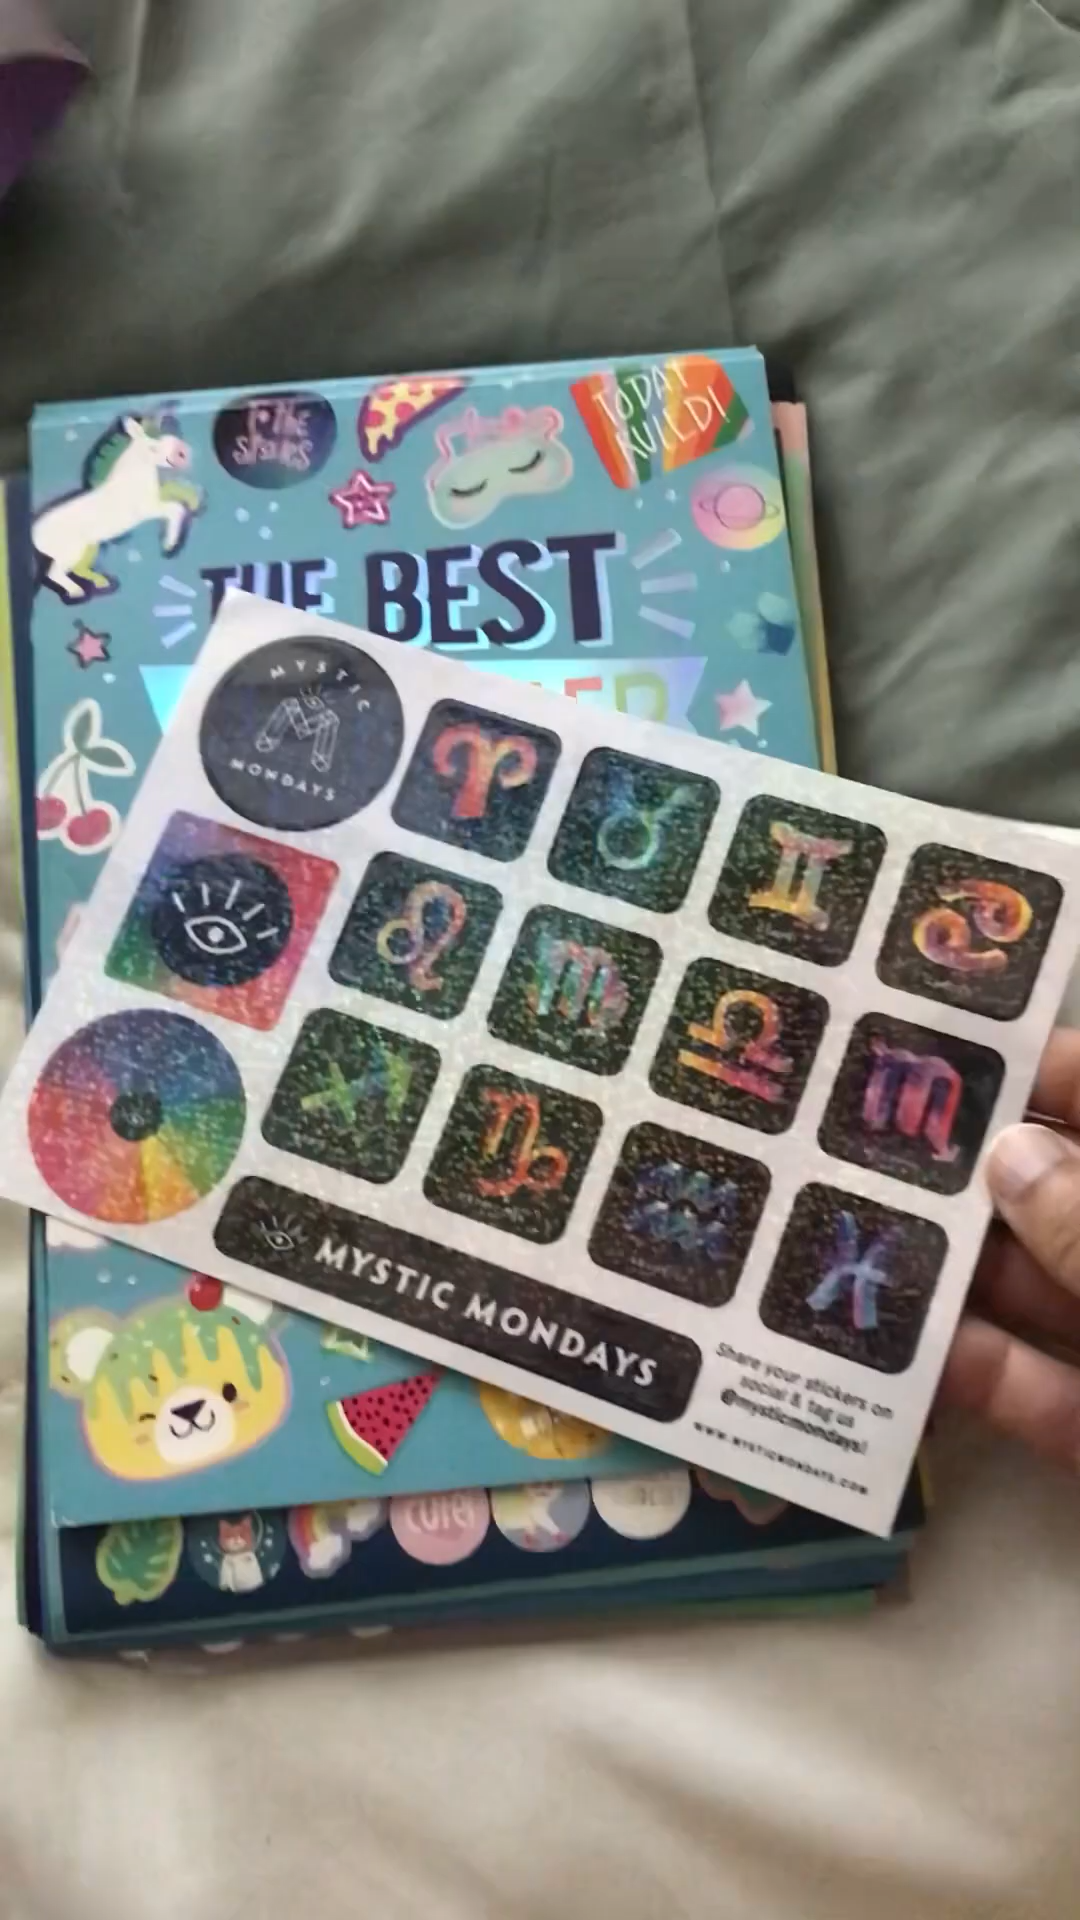 THE
stars
TODAY
RULED!
THE BEST
MYSTIC
M
MONDAYS
MYSTIC MONDAYS
Share your stickers on
social & tag us
@mysticmondays!
WWW.MYSTICMONDAYS.COM
cute!